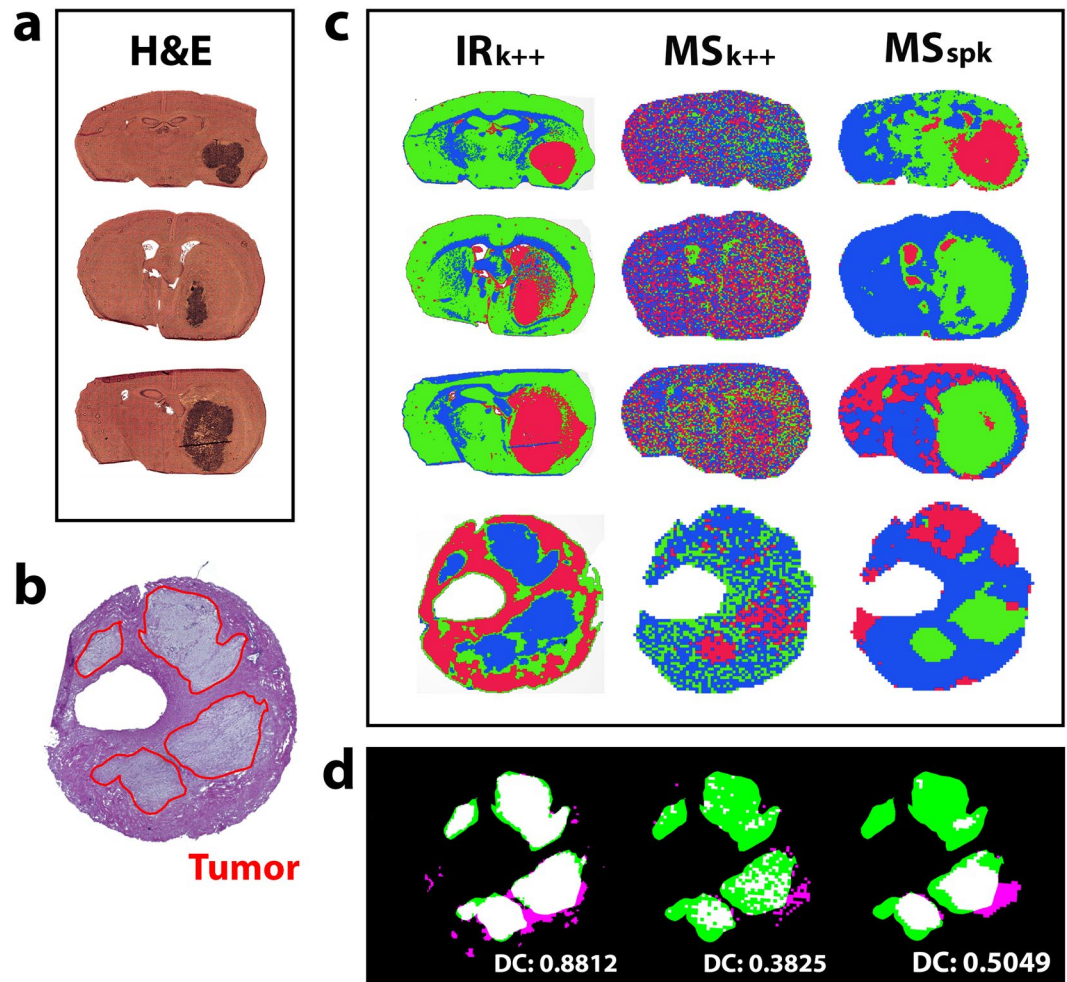 a
H&E
c
IRk++
MSk++
MSspk
b
Tumor
d
DC: 0.8812
DC: 0.3825
DC: 0.5049